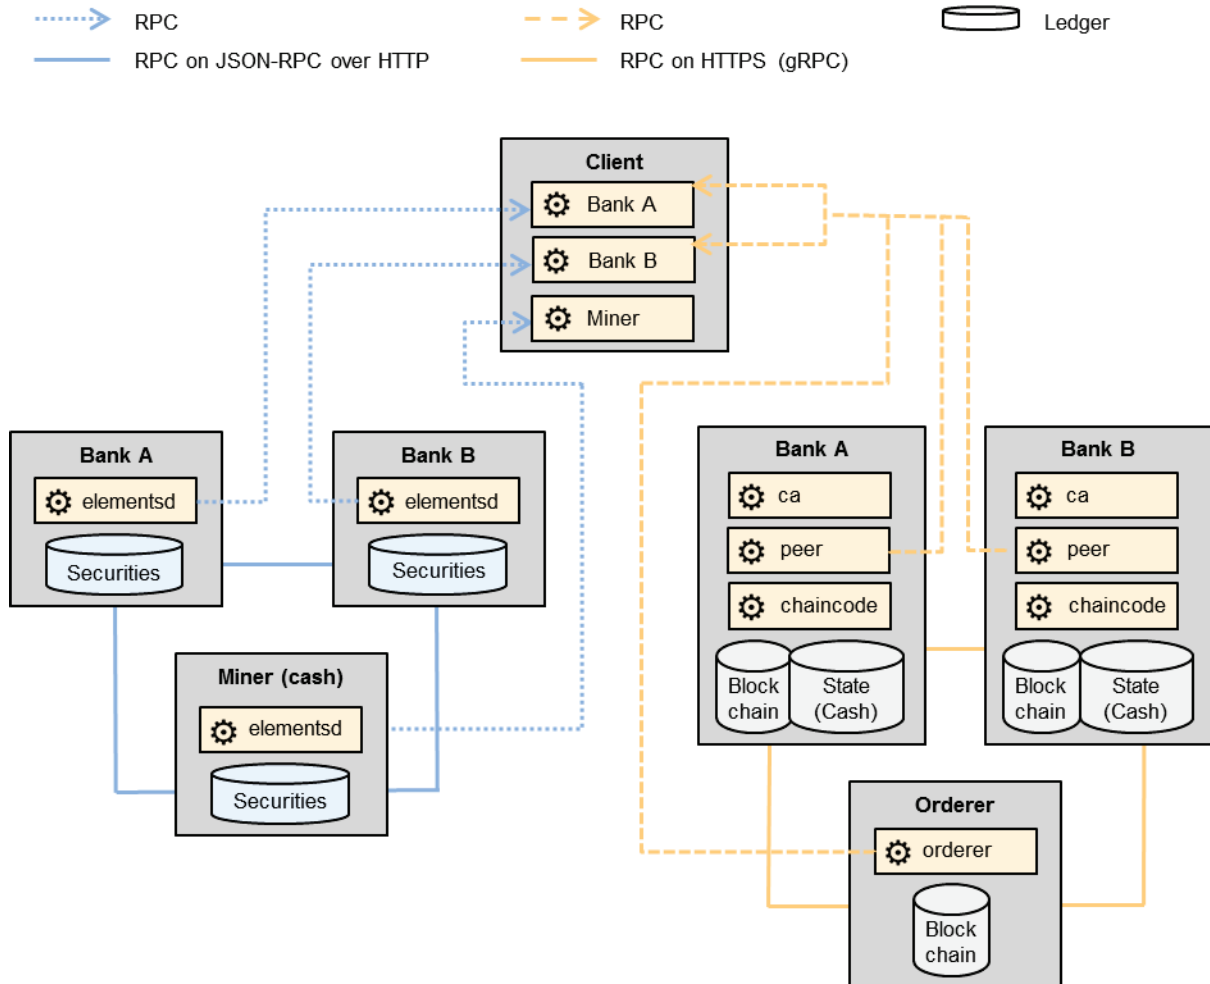 RPC
RPC
Ledger
RPC on JSON-RPC over HTTP
RPC on HTTPS (gRPC)
Client
Bank A
Bank B
Miner
Bank A
elementsd
Securities
Bank B
elementsd
Securities
Miner (cash)
elementsd
Securities
Bank A
ca
peer
chaincode
Block
chain
State
(Cash)
Bank B
ca
peer
chaincode
Block
chain
State
(Cash)
Orderer
orderer
Block
chain